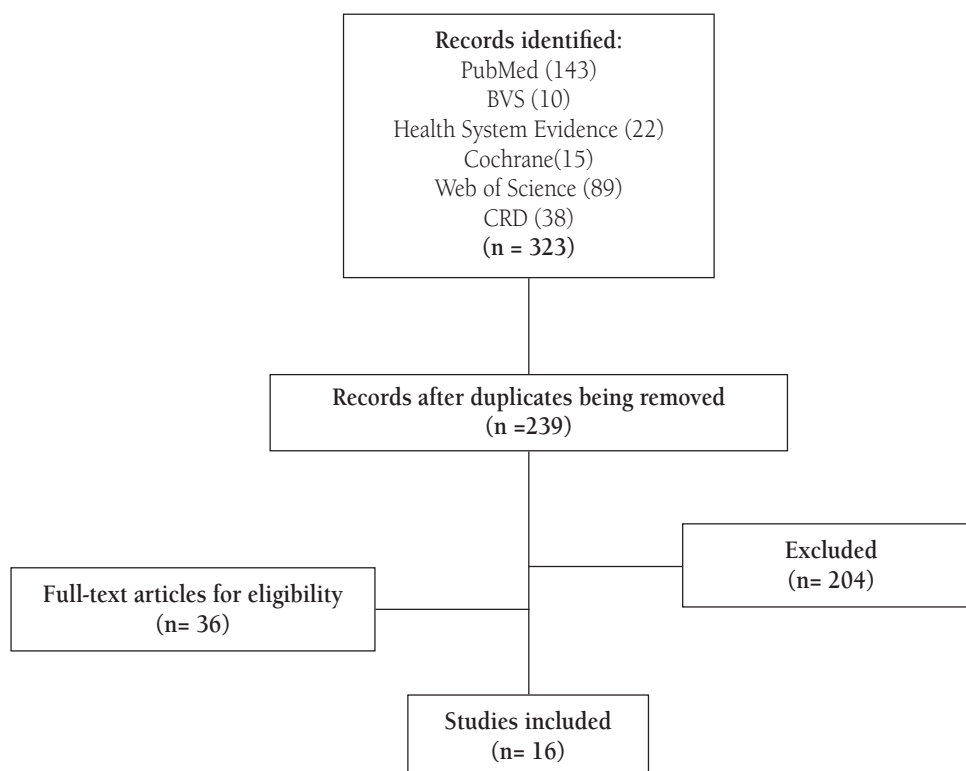 Records identified:
PubMed (143)
BVS (10)
Health System Evidence (22)
Cochrane(15)
Web of Science (89)
CRD (38)
(n = 323)
Records after duplicates being removed
(n =239)
Excluded
(n= 204)
Full-text articles for eligibility
(n= 36)
Studies included
(n= 16)